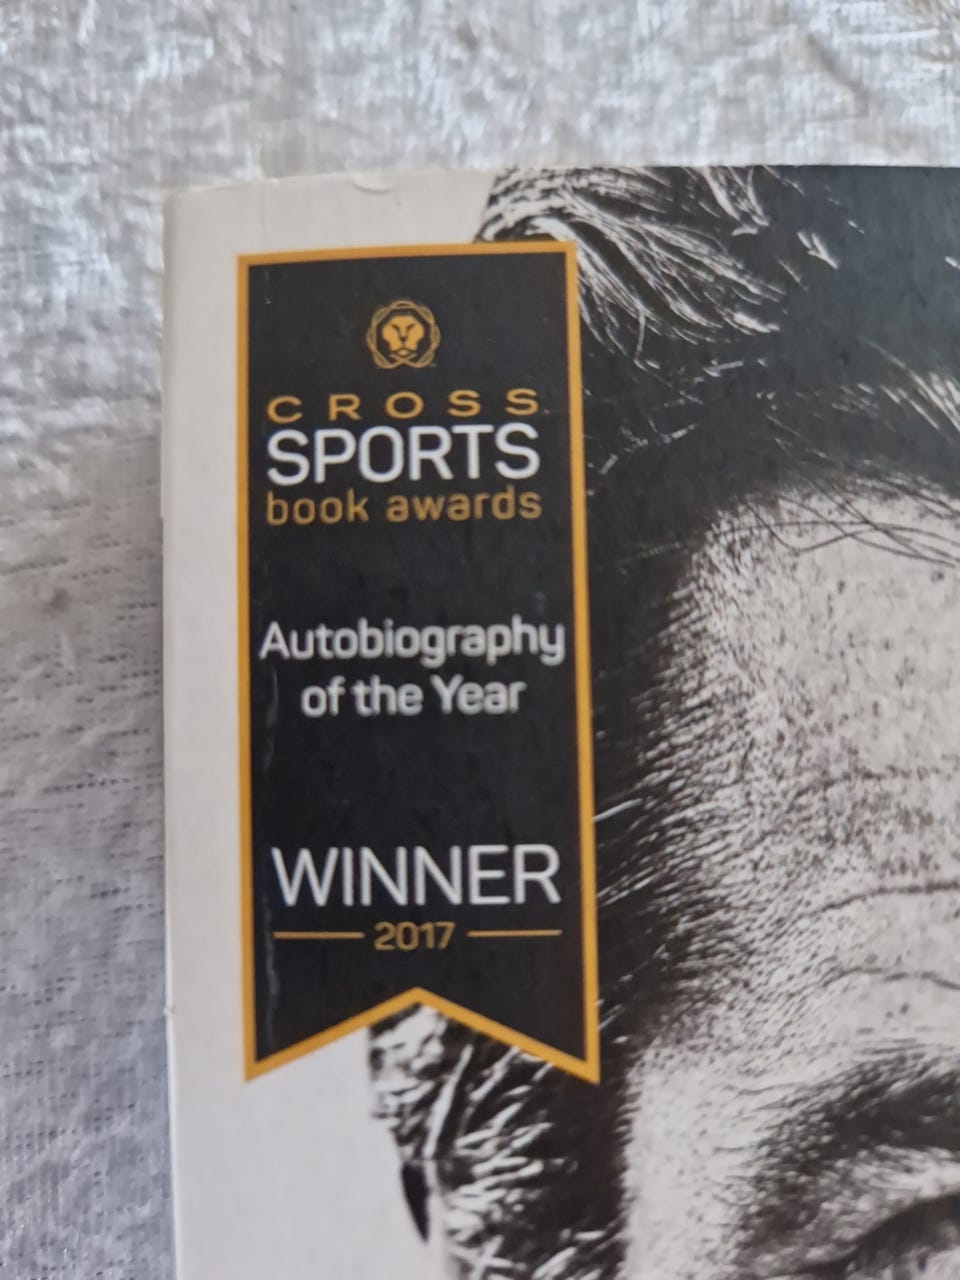 CROSS
SPORTS
book awards
Autobiography
of the Year
WINNER
2017